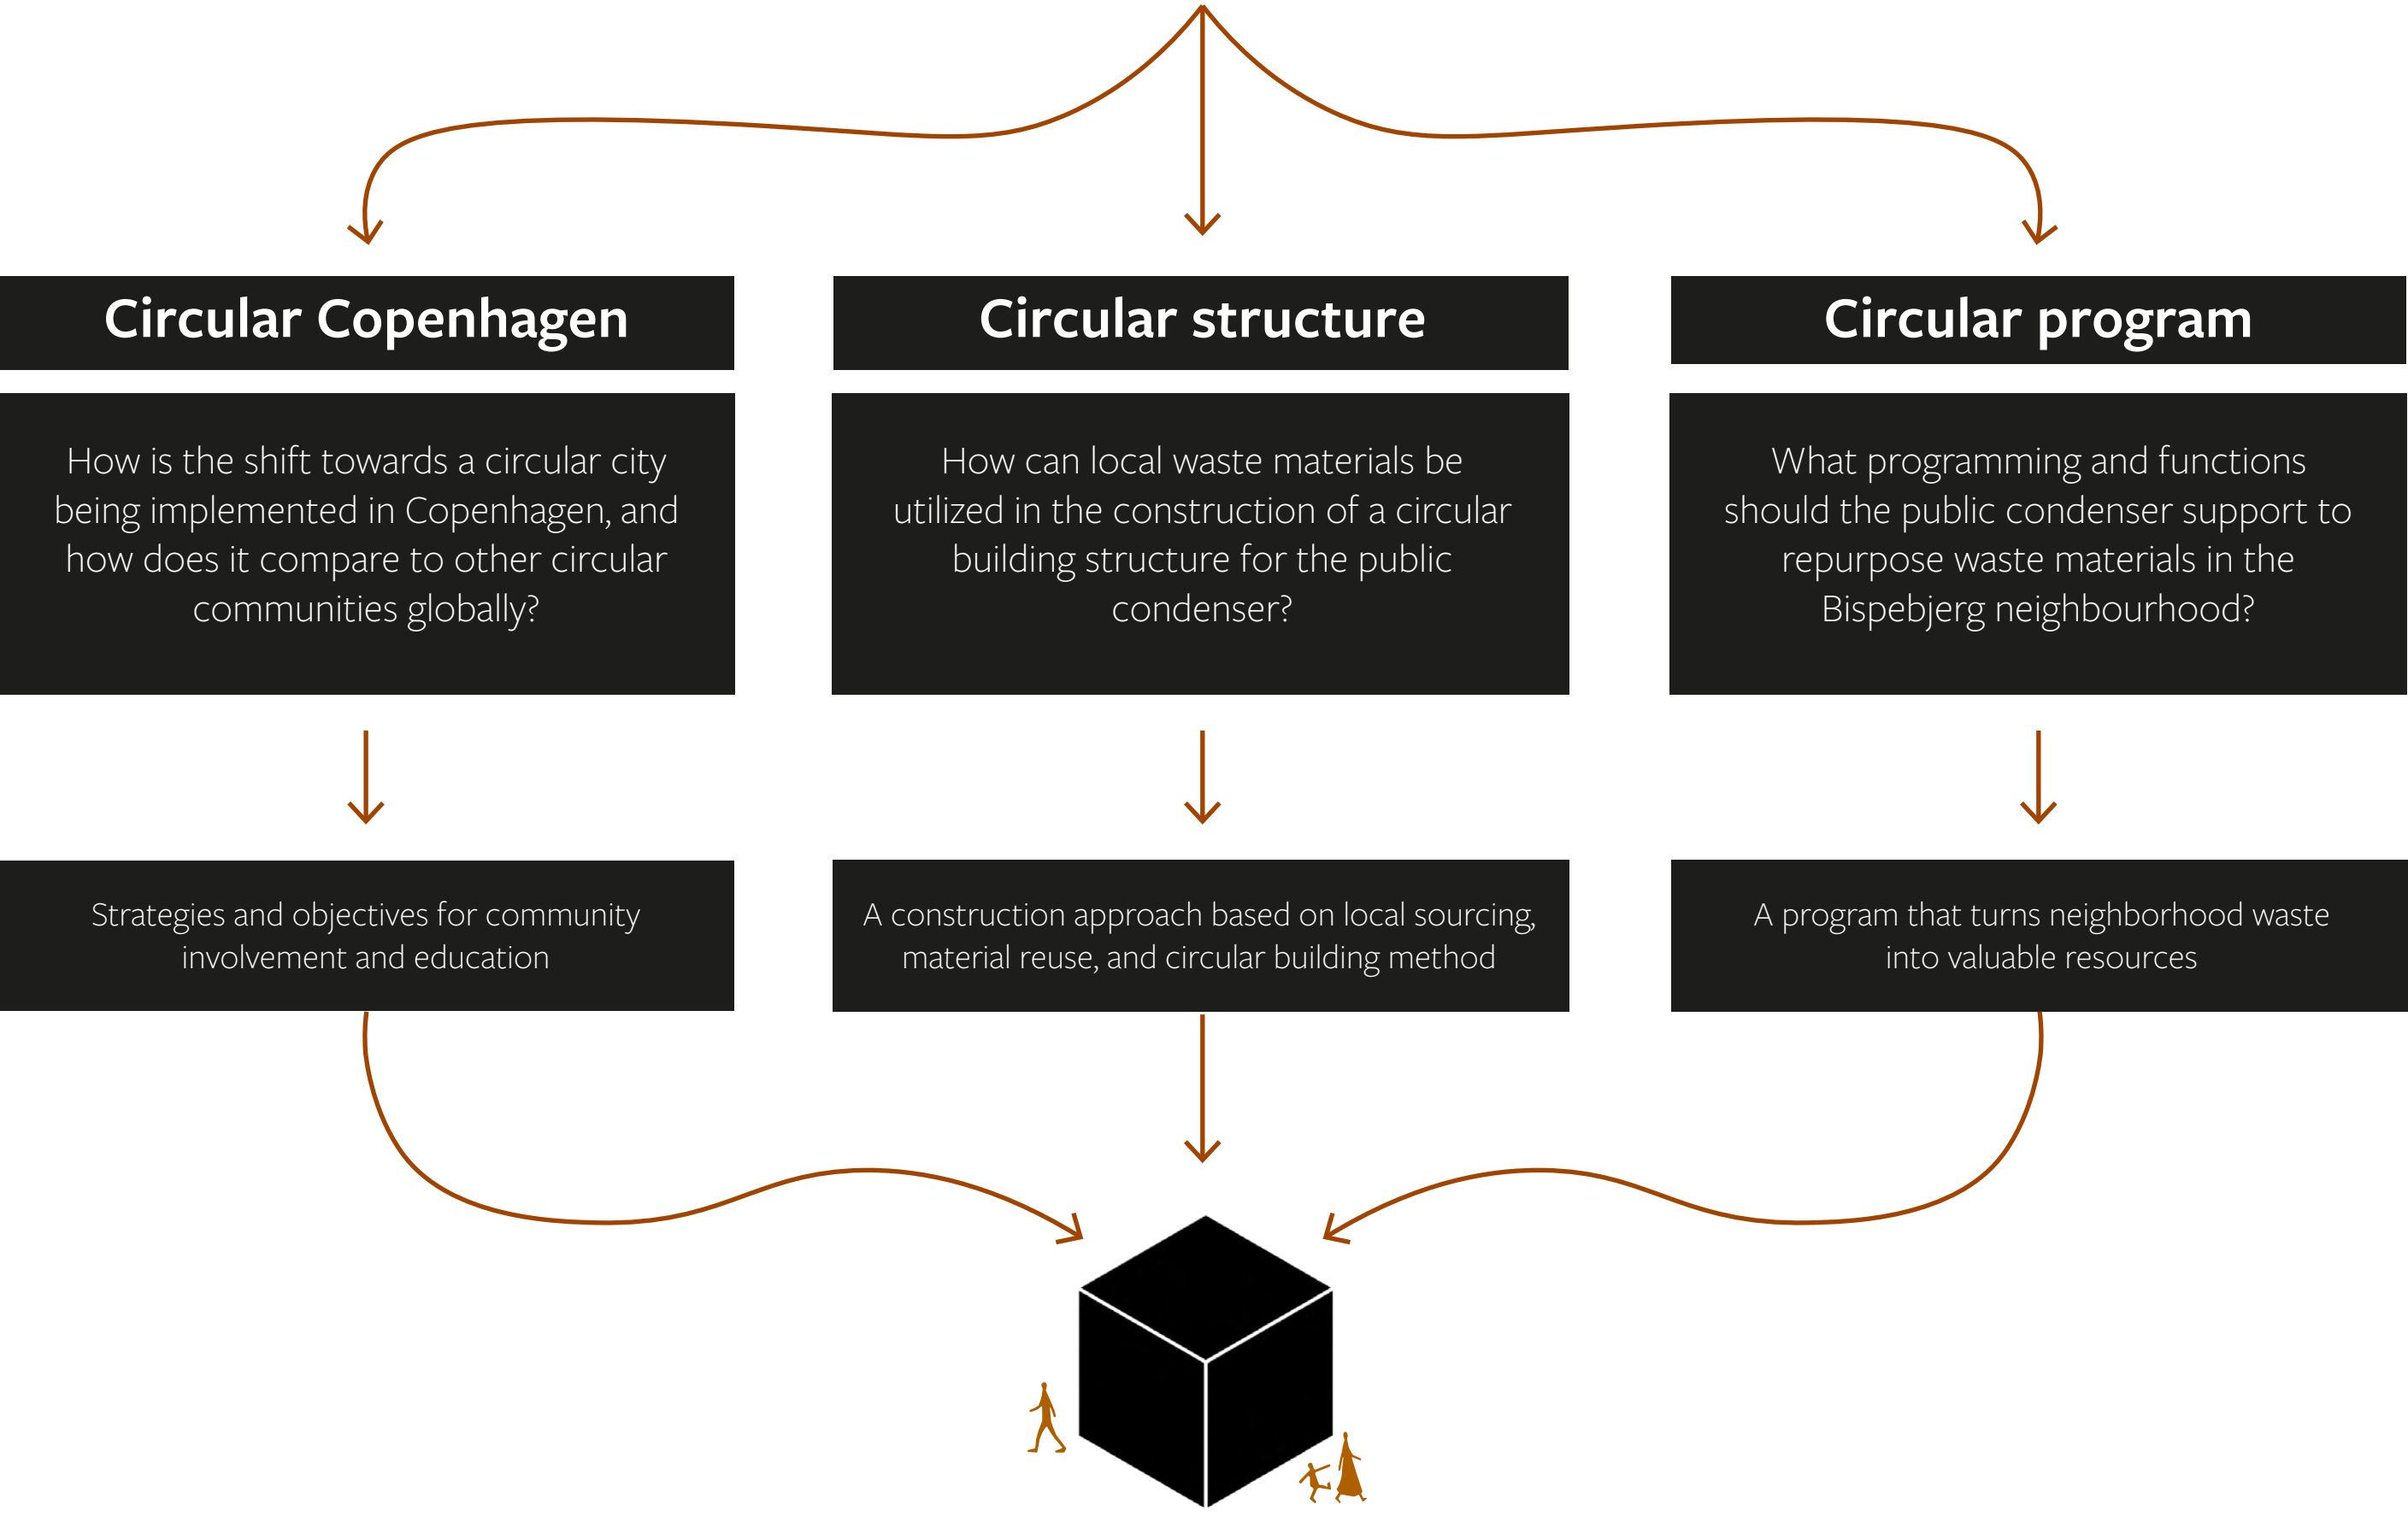 Circular Copenhagen
How is the shift towards a circular city
being implemented in Copenhagen, and
how does it compare to other circular
communities globally?
Strategies and objectives for community
involvement and education
Circular structure
How can local waste materials be
utilized in the construction of a circular
building structure for the public
condenser?
A construction approach based on local sourcing,
material reuse, and circular building method
Circular program
What programming and functions
should the public condenser support to
repurpose waste materials in the
Bispebjerg neighbourhood?
A program that turns neighborhood waste
into valuable resources